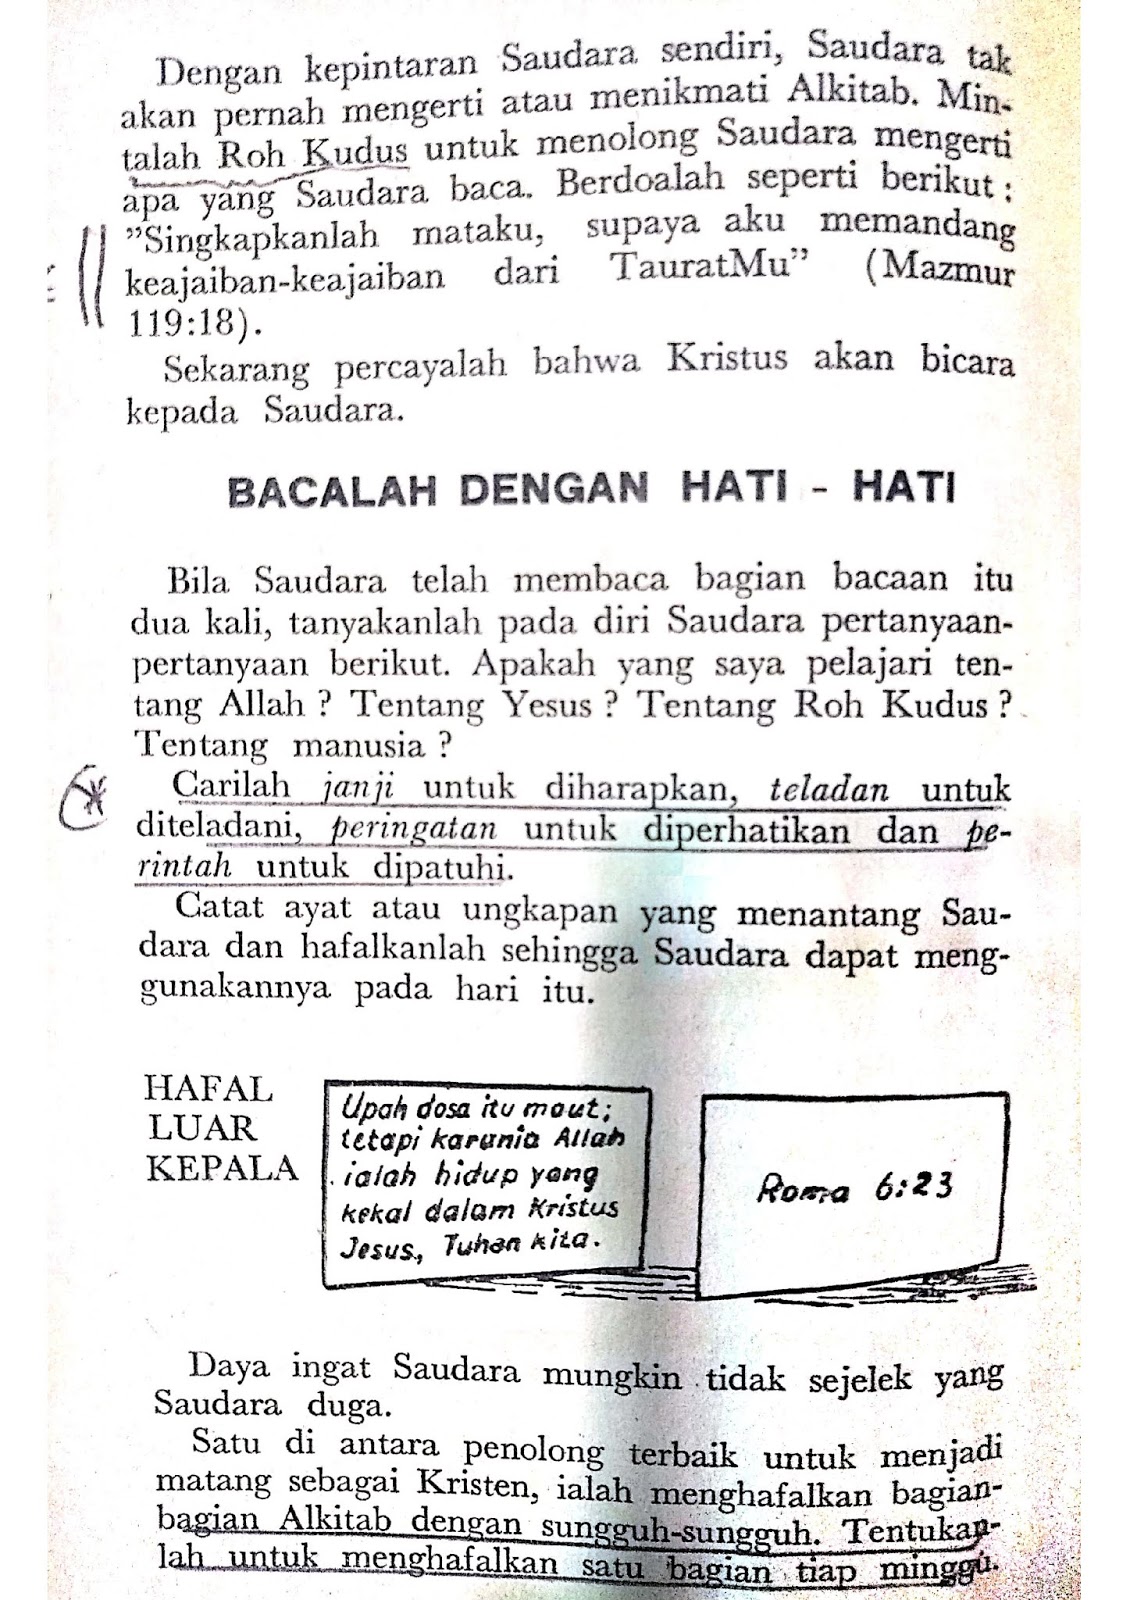 Dengan kepintaran Saudara sendiri, Saudara tak
akan pernah mengerti atau menikmati Alkitab. Min-
talah Roh Kudus untuk menolong Saudara mengerti
apa yang Saudara baca. Berdoalah seperti berikut :
"Singkapkanlah mataku, supaya aku memandang
keajaiban-keajaiban dari TauratMu" (Mazmur
119:18).
Sekarang percayalah bahwa Kristus akan bicara
kepada Saudara.
BACALAH DENGAN HATI - HATI
Bila Saudara telah membaca bagian bacaan itu
dua kali, tanyakanlah pada diri Saudara pertanyaan-
pertanyaan berikut. Apakah yang saya pelajari ten-
tang Allah ? Tentang Yesus ? Tentang Roh Kudus ?
Tentang manusia ?
Carilah janji untuk diharapkan, teladan untuk
diteladani, peringatan untuk diperhatikan dan pe-
rintah untuk dipatuhi.
Catat ayat atau ungkapan yang menantang Sau-
dara dan hafalkanlah sehingga Saudara dapat meng-
gunakannya pada hari itu.
HAFAL
LUAR
KEPALA
Upah dosa itu maut;
tetapi karunia Allah
ialah hidup yang
kekal dalam Kristus
Jesus, Tuhan kita.
Roma 6:23
Daya ingat Saudara mungkin tidak sejelek yang
Saudara duga.
Satu di antara penolong terbaik untuk menjadi
matang sebagai Kristen, ialah menghafalkan bagian-
bagian Alkitab dengan sungguh-sungguh. Tentukan-
lah untuk menghafalkan satu bagian tiap minggu.